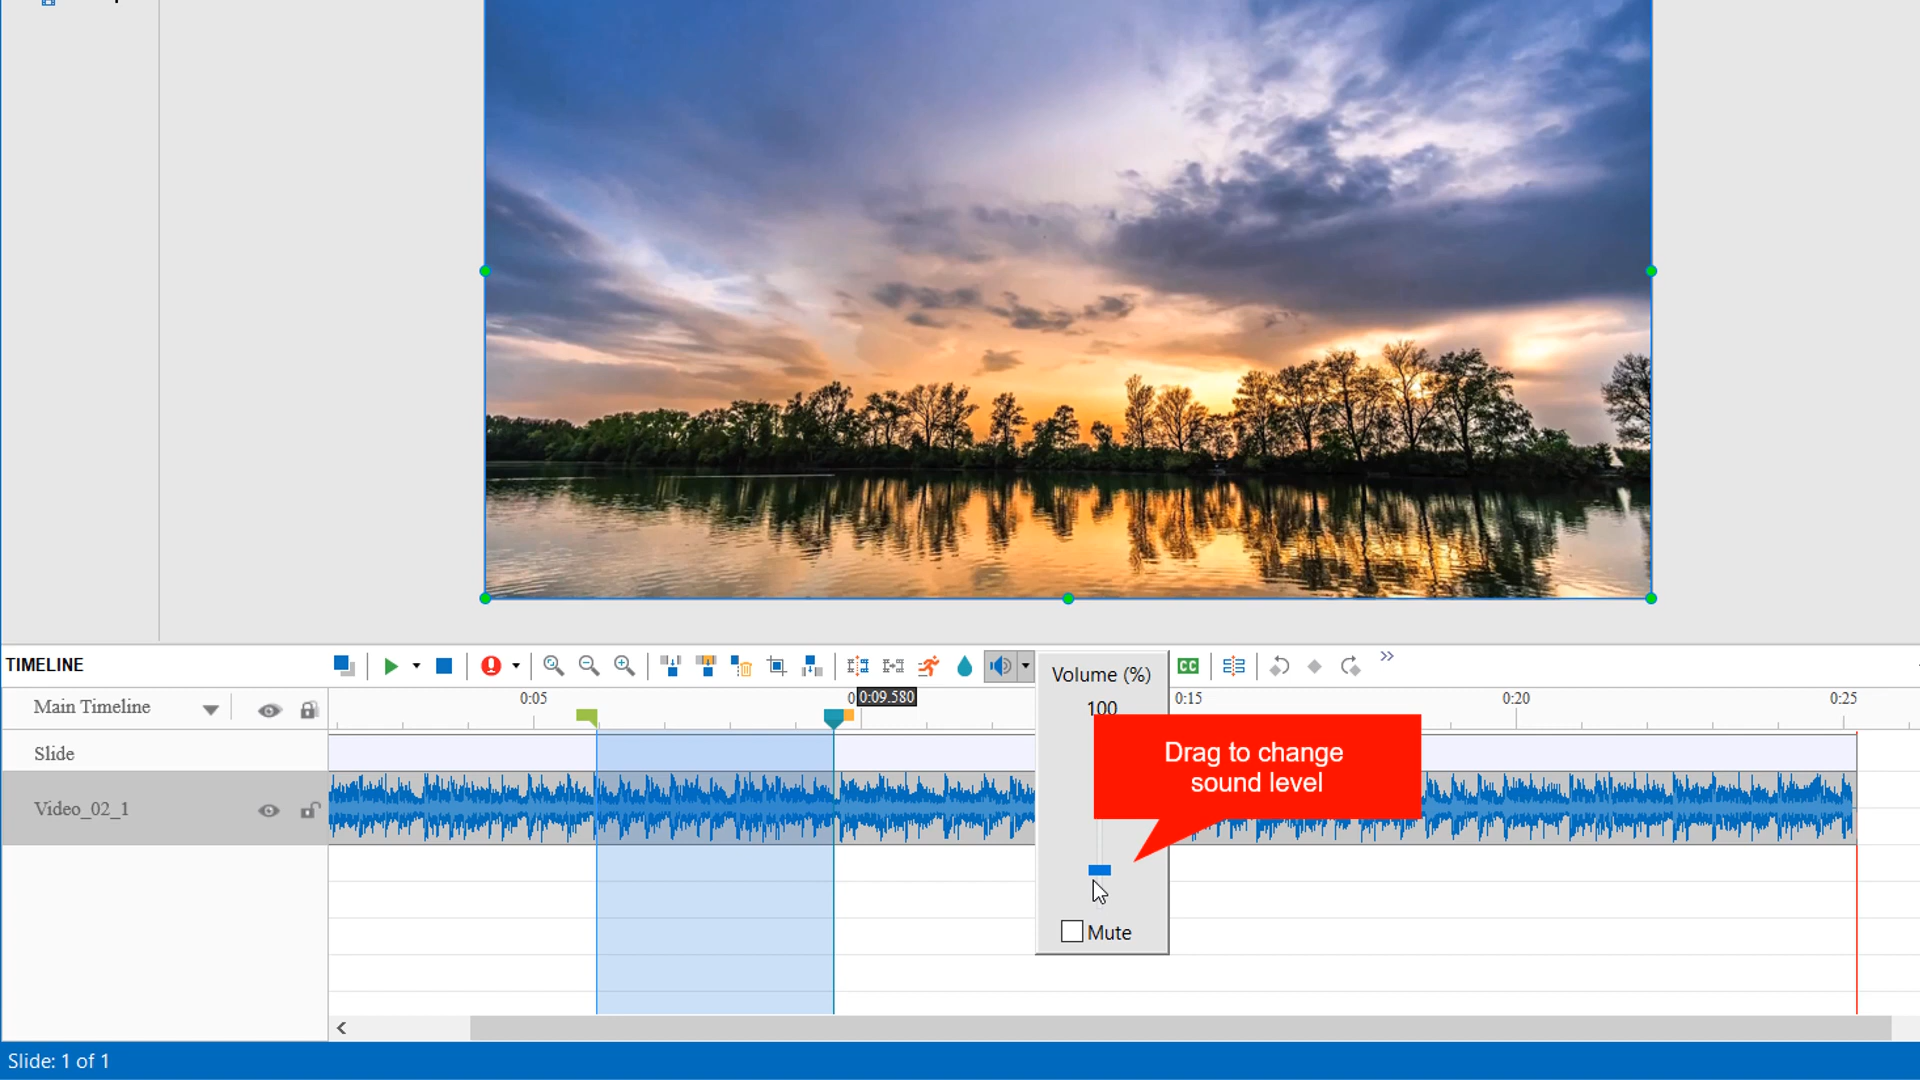 TIMELINE
Volume (%)
CC
Main Timeline
0:05
0:09.580
0:15
0:20
0:25
100
Slide
Drag to change
sound level
Video_02_1
Mute
Slide: 1 of 1